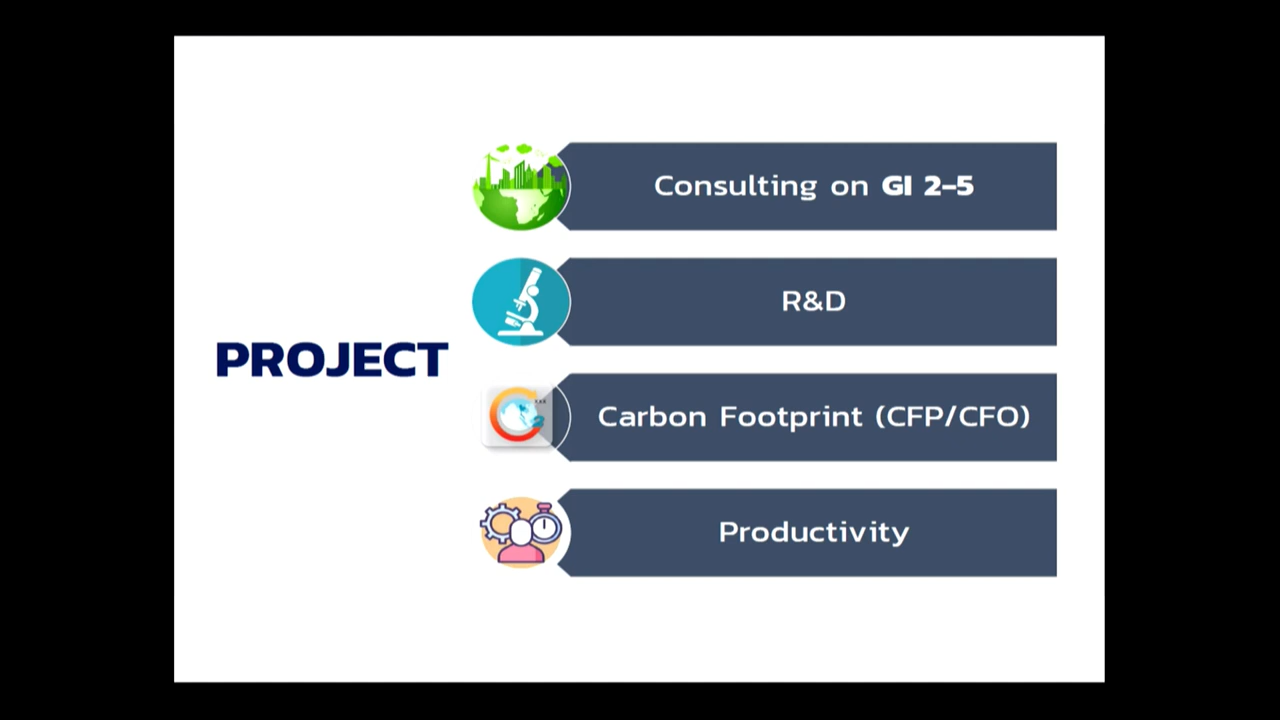 PROJECT
Consulting on GI 2-5
R&D
Carbon Footprint (CFP/CFO)
Productivity